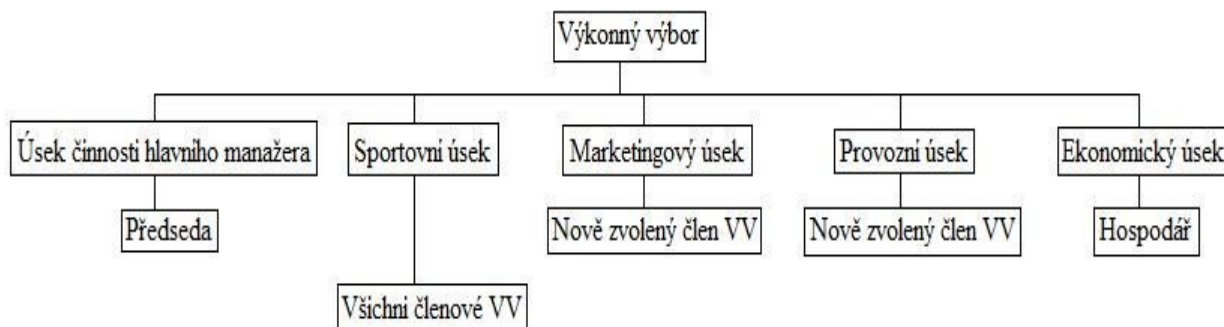 Výkonný výbor
Úsek činnosti hlavního manažera
Sportovní úsek
Marketingový úsek
Provozní úsek
Ekonomický úsek
Předseda
Nově zvolený člen VV
Nově zvolený člen VV
Hospodář
Všichni členové VV